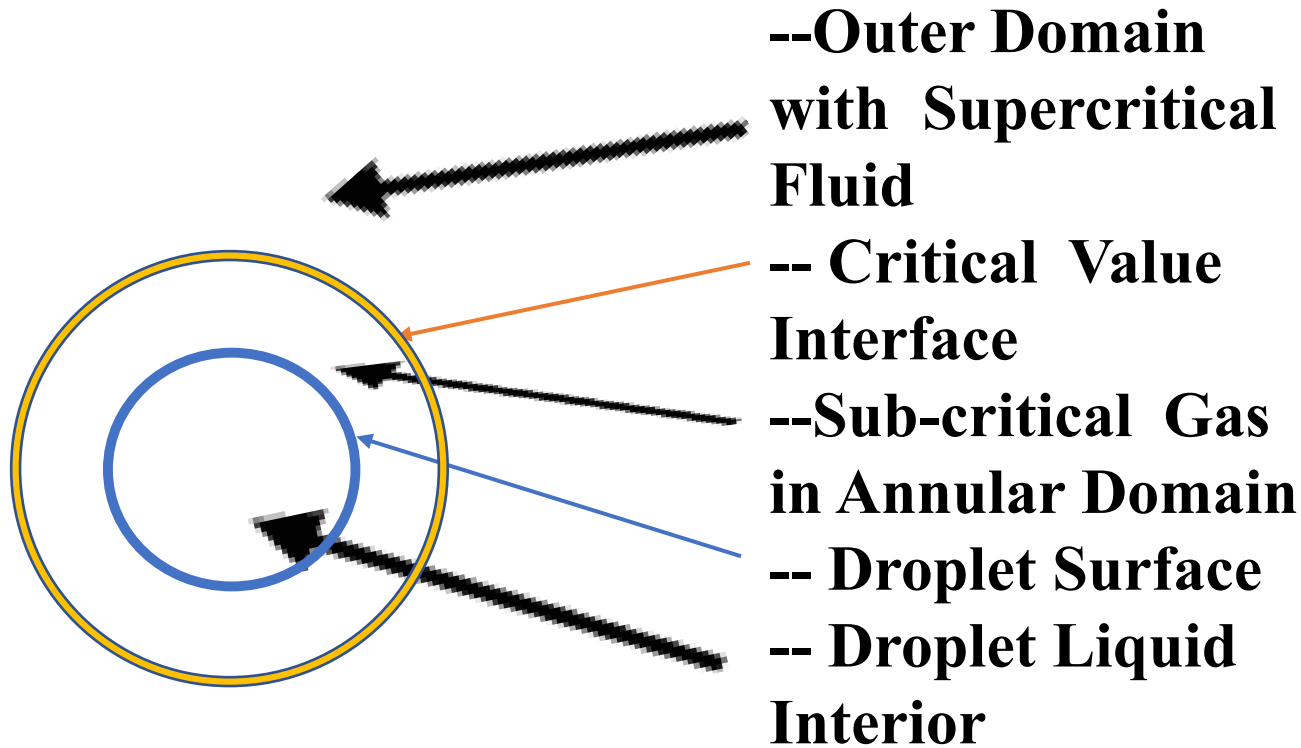 --Outer Domain
with Supercritical
Fluid
-- Critical Value
Interface
--Sub-critical Gas
in Annular Domain
-- Droplet Surface
-- Droplet Liquid
Interior